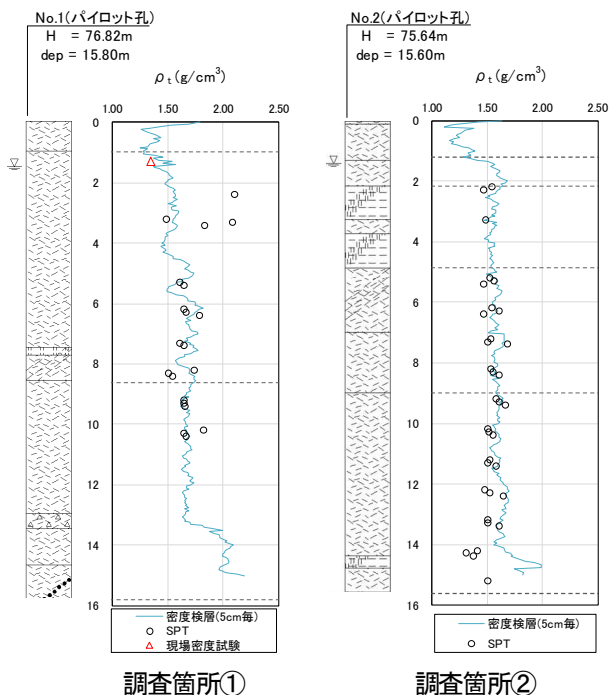 No.1(パイロット孔)
H = 76.82m
dep = 15.80m
ρt(g/cm³)
1.00 1.50 2.00 2.50
0
2
4
6
8
10
12
14
16
密度検層(5cm毎)
SPT
現場密度試験
調査箇所①
No.2(パイロット孔)
H = 75.64m
dep = 15.60m
ρt(g/cm³)
1.00 1.50 2.00 2.50
0
2
4
6
8
10
12
14
16
密度検層(5cm毎)
SPT
調査箇所②